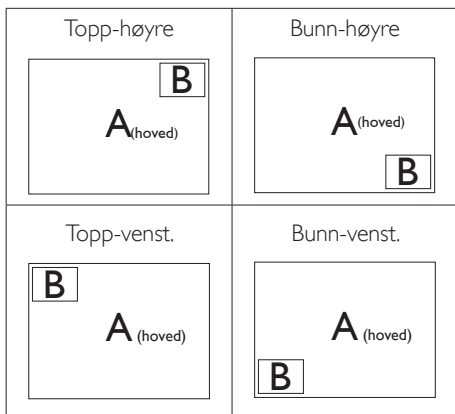 Topp-høyre
B
A (hoved)
Bunn-høyre
A (hoved)
B
Topp-venst.
B
A (hoved)
Bunn-venst.
A (hoved)
B